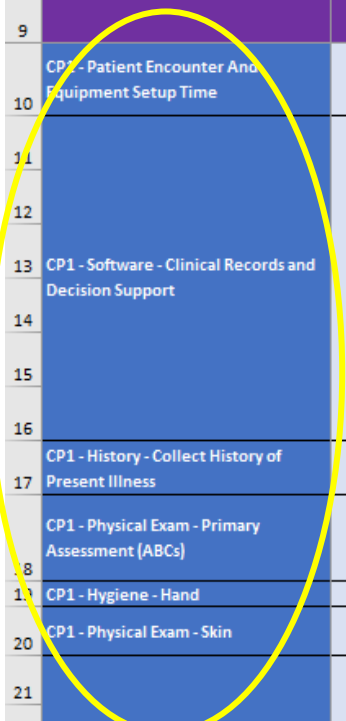 9
CP1 - Patient Encounter And
Equipment Setup Time
10
11
12
13 CP1 - Software - Clinical Records and
Decision Support
14
15
16
CP1 - History - Collect History of
17 Present Illness
CP1 - Physical Exam - Primary
Assessment (ABCs)
18
19 CP1 - Hygiene - Hand
CP1 - Physical Exam - Skin
20
21